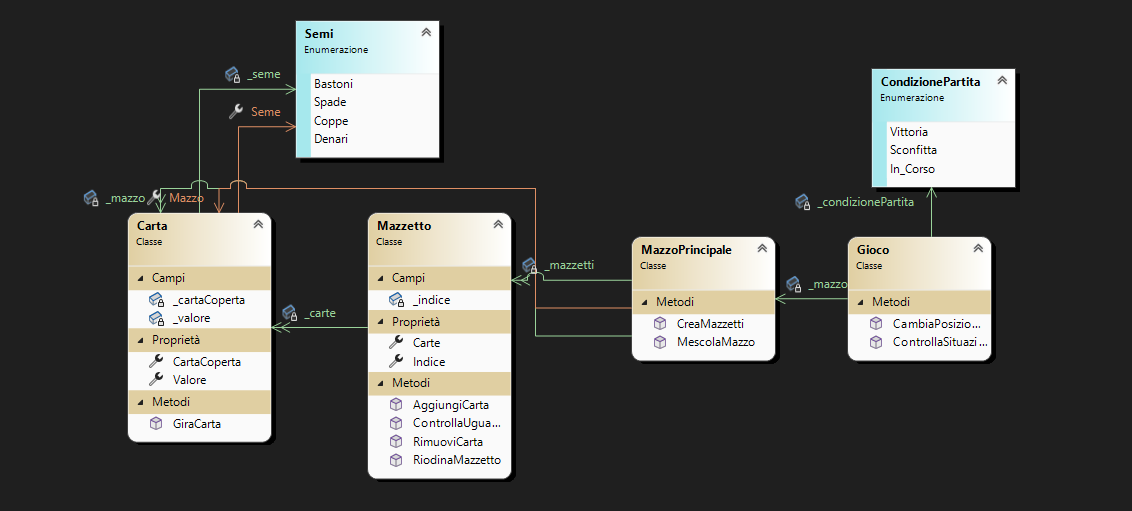 Semi
Enumerazione
Bastoni
Spade
Coppe
Denari
_seme
Seme
CondizionePartita
Enumerazione
Vittoria
Sconfitta
In_Corso
_condizionePartita
_mazzo
Mazzo
Carta
Classe
Campi
_cartaCoperta
_valore
Proprietà
CartaCoperta
Valore
Metodi
GiraCarta
_carte
Mazzetto
Classe
Campi
_indice
Proprietà
Carte
Indice
Metodi
AggiungiCarta
ControllaUgua...
RimuoviCarta
RiodinaMazzetto
_mazzetti
MazzoPrincipale
Classe
Metodi
CreaMazzetti
MescolaMazzo
_mazzo
Gioco
Classe
Metodi
CambiaPosizio...
ControllaSituazi...